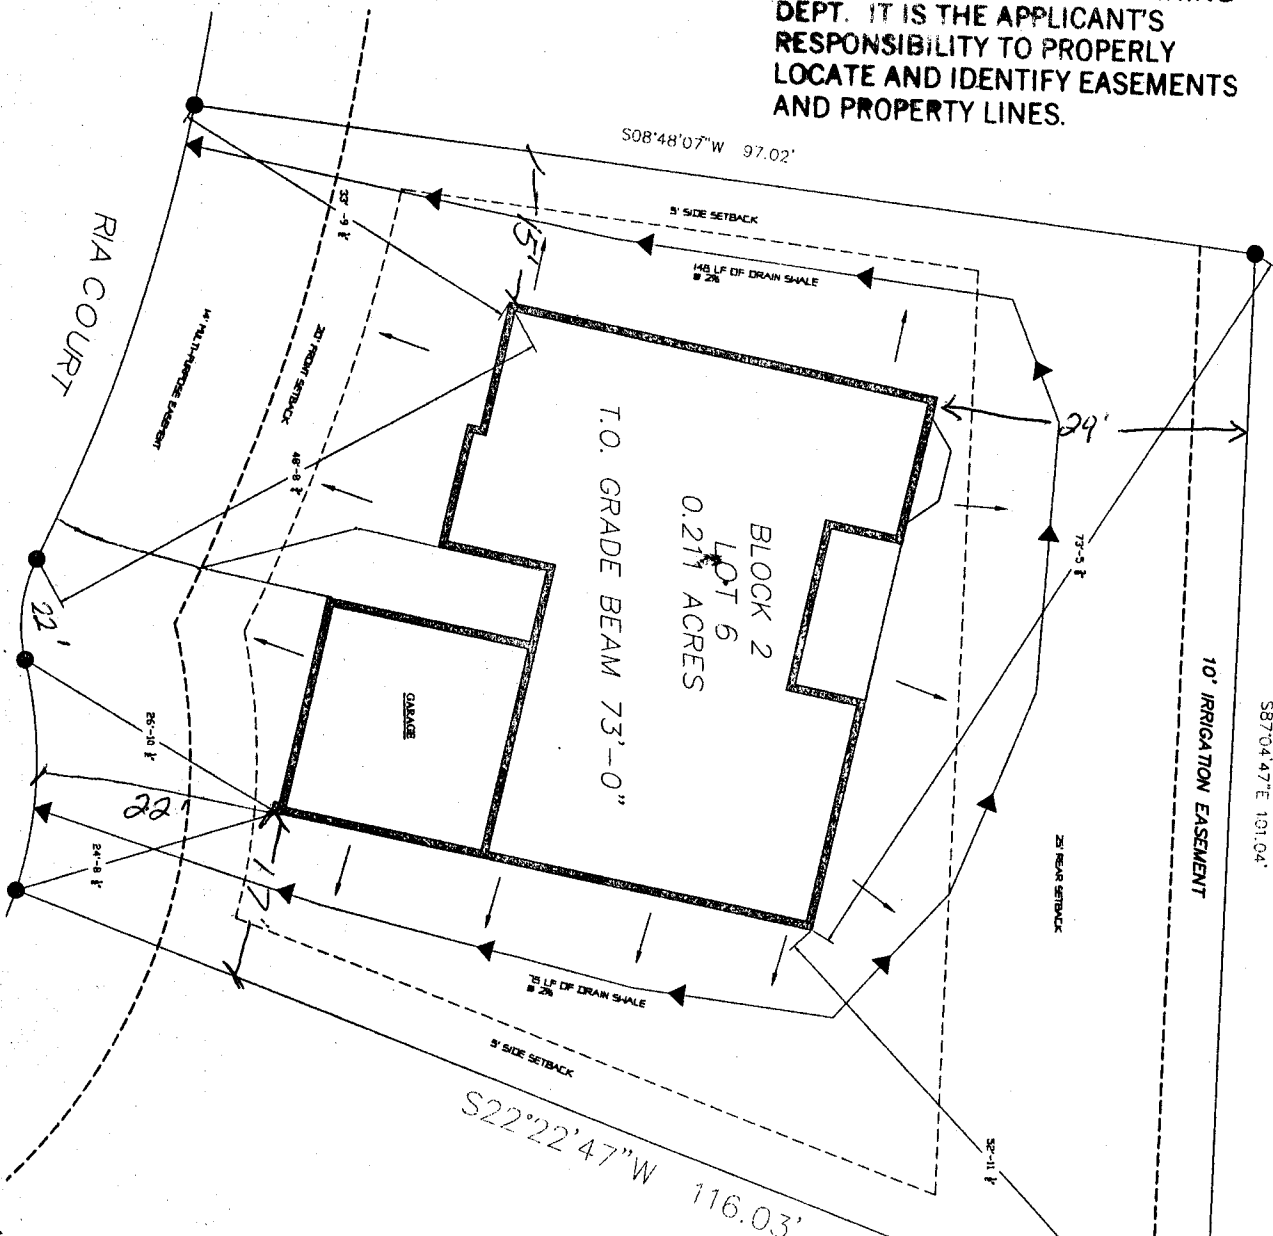 DEPT. IT IS THE APPLICANT'S
RESPONSIBILITY TO PROPERLY
LOCATE AND IDENTIFY EASEMENTS
AND PROPERTY LINES.
S08°48'07"W 97.02'
5' SIDE SETBACK
148 LF OF DRAIN SWALE
@ 2%
15'
29'
RIA COURT
14' MULTI-PURPOSE EASEMENT
20' FRONT SETBACK
BLOCK 2
LOT 6
0.211 ACRES
T.O. GRADE BEAM 73'-0"
GARAGE
22'
22'
17'
10' IRRIGATION EASEMENT
S87°04'47"E 101.04'
25' REAR SETBACK
75 LF OF DRAIN SWALE
@ 2%
5' SIDE SETBACK
S22°22'47"W 116.03'